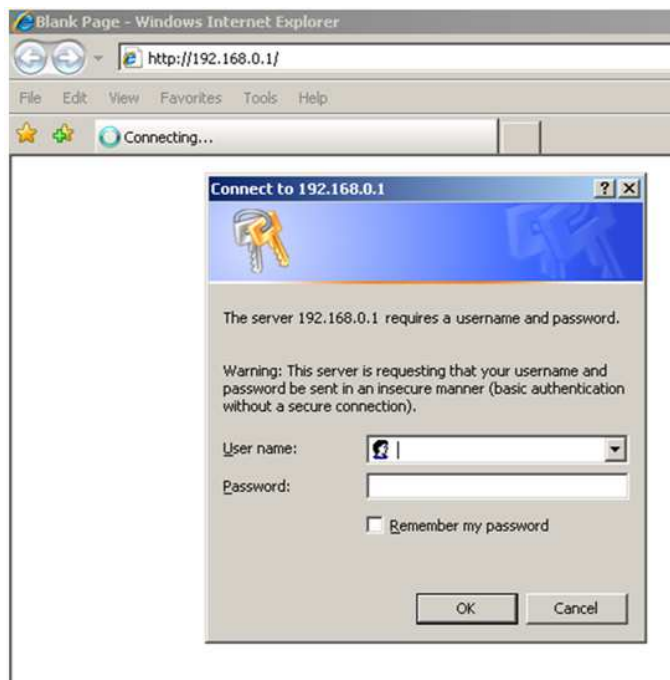 Blank Page - Windows Internet Explorer
http://192.168.0.1/
File Edit View Favorites Tools Help
Connecting...
Connect to 192.168.0.1
The server 192.168.0.1 requires a username and password.
Warning: This server is requesting that your username and
password be sent in an insecure manner (basic authentication
without a secure connection).
User name:
Password:
Remember my password
OK Cancel